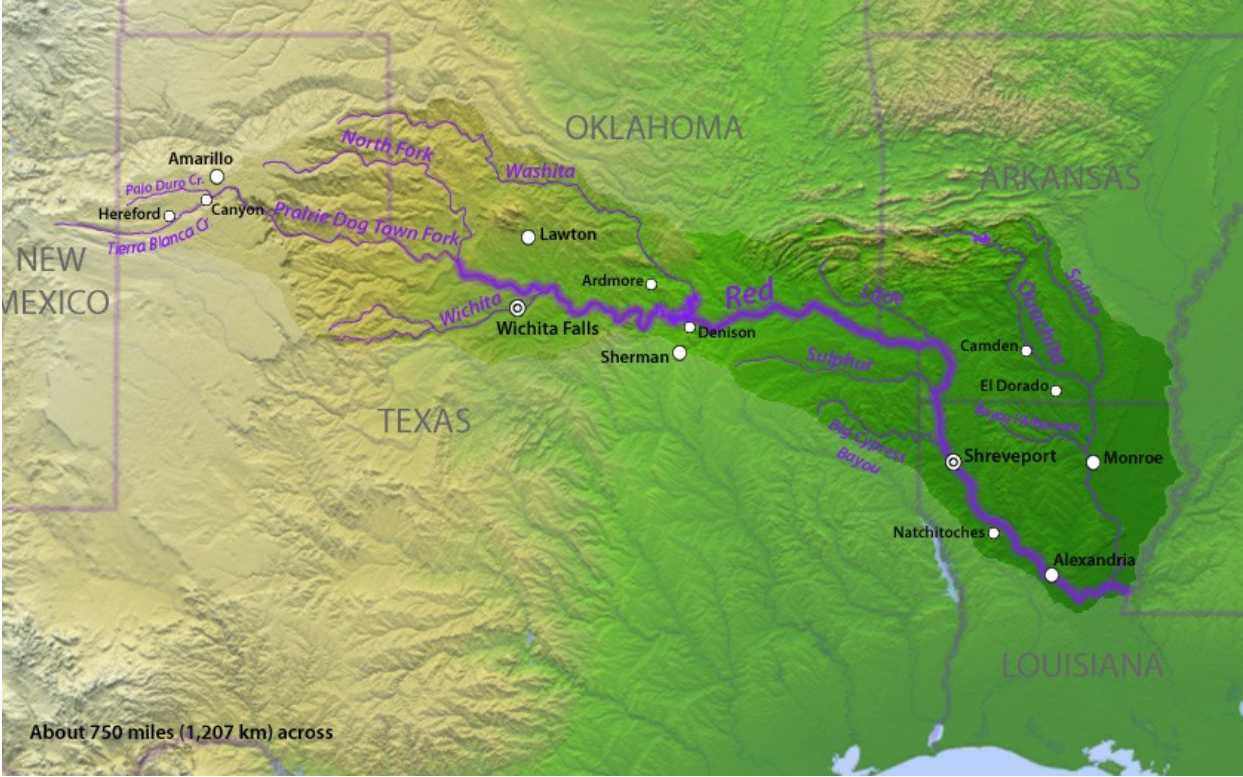 OKLAHOMA
North Fork
Washita
Amarillo
ARKANSAS
Palo Duro Cr.
Hereford
Canyon
Prairie Dog Town Fork
Tierra Blanca Cr
Lawton
NEW
MEXICO
Ardmore
Red
Saline
Ouachita
Wichita
Wichita Falls
Denison
Sherman
Sulphur
Camden
El Dorado
TEXAS
Big Cypress
Bayou
Bayou
Shreveport
Monroe
Natchitoches
Alexandria
LOUISIANA
About 750 miles (1,207 km) across